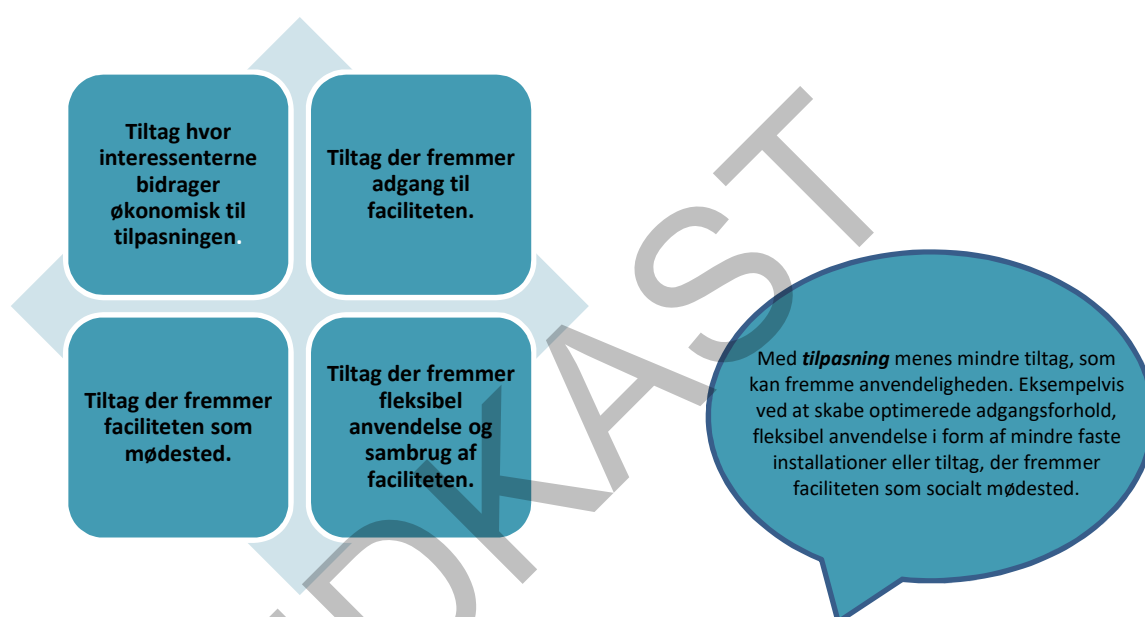 Tiltag hvor
interessenterne
bidrager
økonomisk til
tilpasningen.
Tiltag der fremmer
adgang til
faciliteten.
Tiltag der fremmer
faciliteten som
mødested.
Tiltag der fremmer
fleksibel
anvendelse og
sambrug af
faciliteten.
Med tilpasning menes mindre tiltag, som
kan fremme anvendeligheden. Eksempelvis
ved at skabe optimerede adgangsforhold,
fleksibel anvendelse i form af mindre faste
installationer eller tiltag, der fremmer
faciliteten som socialt mødested.
DKAST